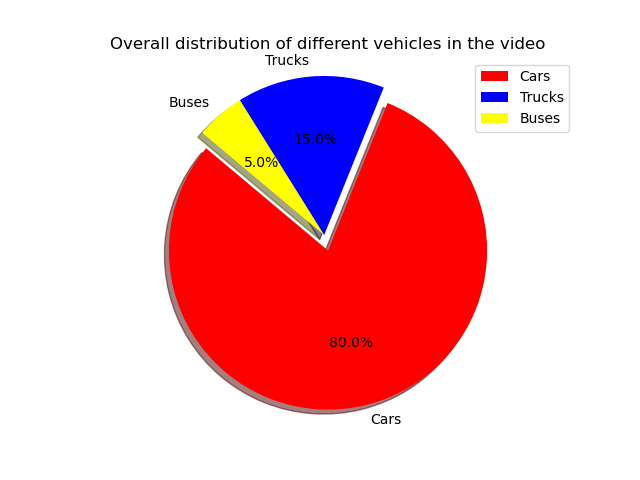 Overall distribution of different vehicles in the video
Trucks
Cars
Trucks
Buses
Buses
15.0%
5.0%
80.0%
Cars